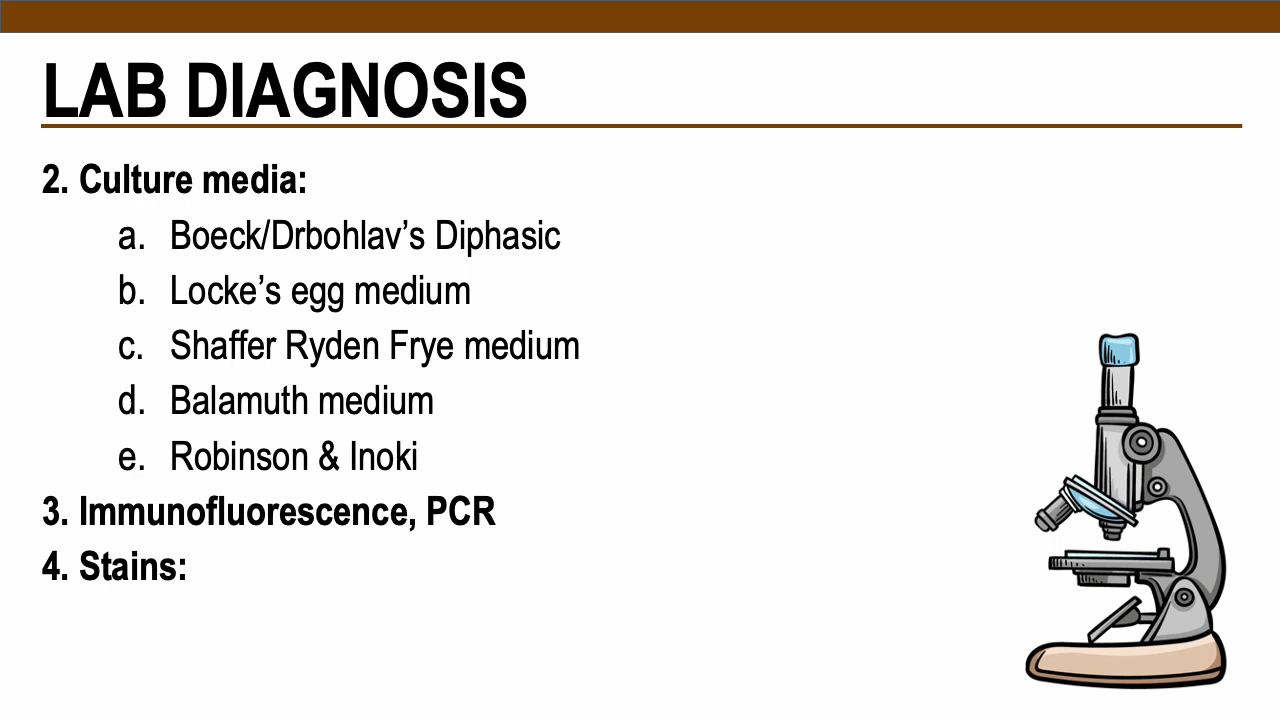 LAB DIAGNOSIS
2. Culture media:
a. Boeck/Drbohlav’s Diphasic
b. Locke’s egg medium
c. Shaffer Ryden Frye medium
d. Balamuth medium
e. Robinson & Inoki
3. Immunofluorescence, PCR
4. Stains: